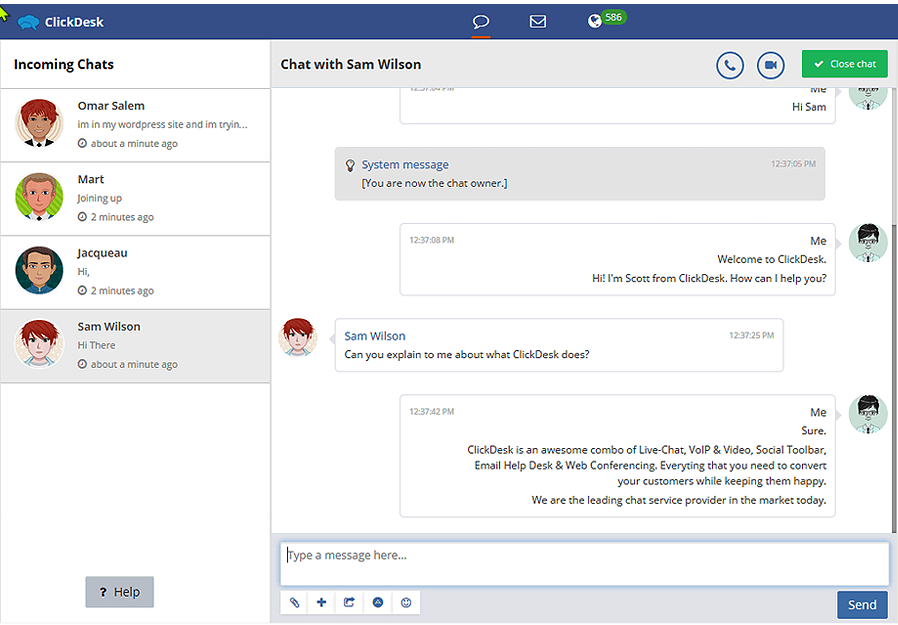 ClickDesk
586
Incoming Chats
Omar Salem
im in my wordpress site and im tryin...
about a minute ago
Mart
Joining up
2 minutes ago
Jacqueau
Hi,
2 minutes ago
Sam Wilson
Hi There
about a minute ago
? Help
Chat with Sam Wilson
Close chat
12:37:04 PM
Me
Hi Sam
System message
12:37:05 PM
[You are now the chat owner.]
12:37:08 PM
Me
Welcome to ClickDesk.
Hi! I'm Scott from ClickDesk. How can I help you?
Sam Wilson
12:37:25 PM
Can you explain to me about what ClickDesk does?
12:37:42 PM
Me
Sure.
ClickDesk is an awesome combo of Live-Chat, VoIP & Video, Social Toolbar,
Email Help Desk & Web Conferencing. Everyting that you need to convert
your customers while keeping them happy.
We are the leading chat service provider in the market today.
Type a message here...
Send